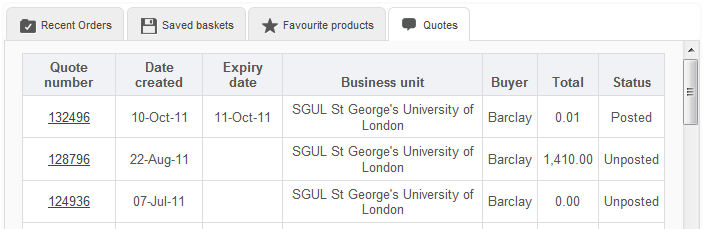 Recent Orders Saved baskets Favourite products Quotes
Quote number Date created Expiry date Business unit Buyer Total Status
132496 10-Oct-11 11-Oct-11 SGUL St George's University of London Barclay 0.01 Posted
128796 22-Aug-11 SGUL St George's University of London Barclay 1,410.00 Unposted
124936 07-Jul-11 SGUL St George's University of London Barclay 0.00 Unposted